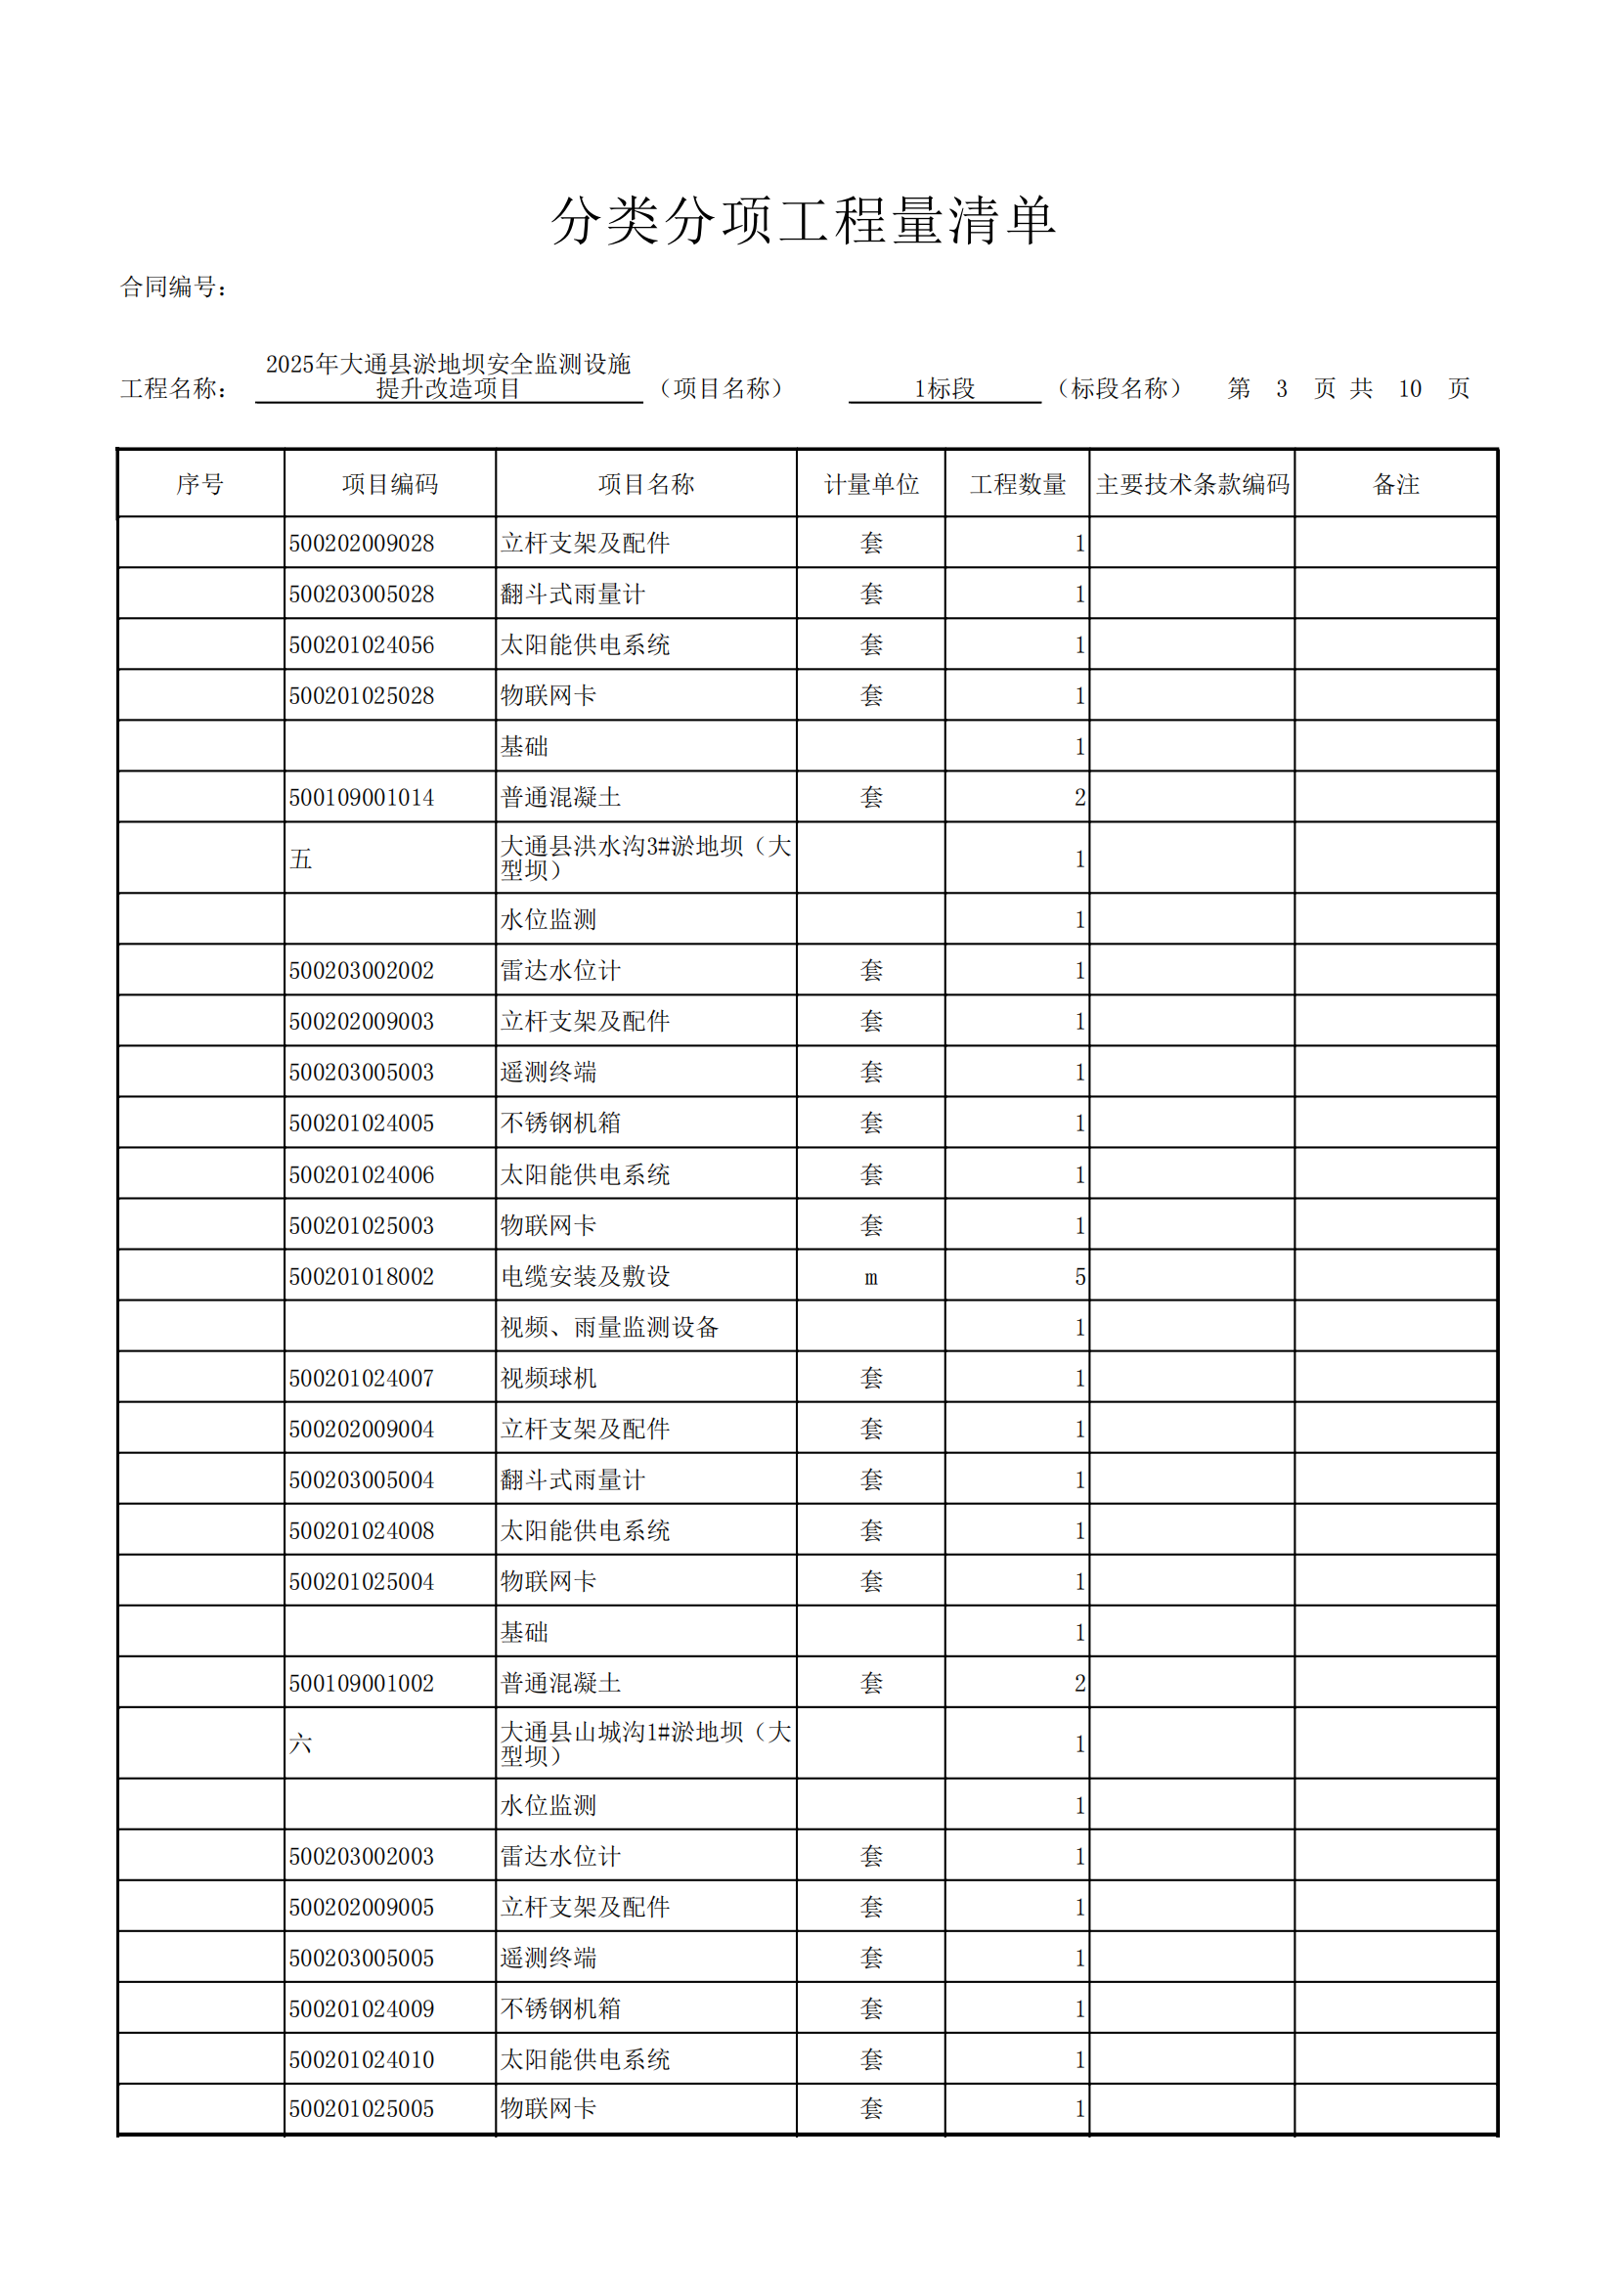 分类分项工程量清单
合同编号：
2025年大通县淤地坝安全监测设施
工程名称： 提升改造项目 （项目名称） 1标段 （标段名称） 第 3 页 共 10 页
序号 项目编码 项目名称 计量单位 工程数量 主要技术条款编码 备注
500202009028 立杆支架及配件 套 1
500203005028 翻斗式雨量计 套 1
500201024056 太阳能供电系统 套 1
500201025028 物联网卡 套 1
基础 1
500109001014 普通混凝土 套 2
五 大通县洪水沟3#淤地坝（大
型坝） 1
水位监测 1
500203002002 雷达水位计 套 1
500202009003 立杆支架及配件 套 1
500203005003 遥测终端 套 1
500201024005 不锈钢机箱 套 1
500201024006 太阳能供电系统 套 1
500201025003 物联网卡 套 1
500201018002 电缆安装及敷设 m 5
视频、雨量监测设备 1
500201024007 视频球机 套 1
500202009004 立杆支架及配件 套 1
500203005004 翻斗式雨量计 套 1
500201024008 太阳能供电系统 套 1
500201025004 物联网卡 套 1
基础 1
500109001002 普通混凝土 套 2
六 大通县山城沟1#淤地坝（大
型坝） 1
水位监测 1
500203002003 雷达水位计 套 1
500202009005 立杆支架及配件 套 1
500203005005 遥测终端 套 1
500201024009 不锈钢机箱 套 1
500201024010 太阳能供电系统 套 1
500201025005 物联网卡 套 1